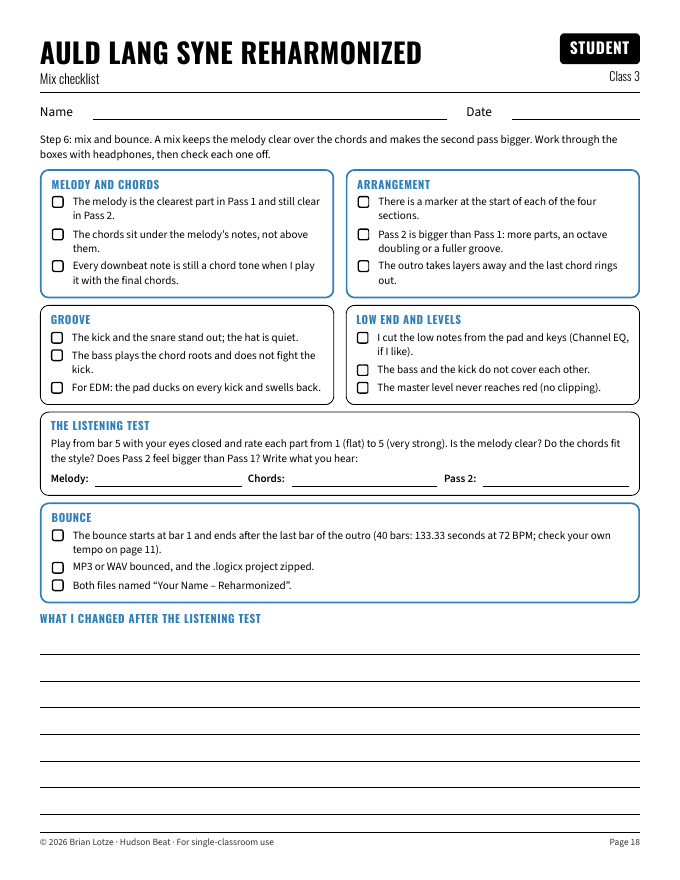 AULD LANG SYNE REHARMONIZED
STUDENT
Mix checklist
Class 3
Name
Date
Step 6: mix and bounce. A mix keeps the melody clear over the chords and makes the second pass bigger. Work through the
boxes with headphones, then check each one off.
MELODY AND CHORDS
The melody is the clearest part in Pass 1 and still clear
in Pass 2.
The chords sit under the melody’s notes, not above
them.
Every downbeat note is still a chord tone when I play
it with the final chords.
ARRANGEMENT
There is a marker at the start of each of the four
sections.
Pass 2 is bigger than Pass 1: more parts, an octave
doubling or a fuller groove.
The outro takes layers away and the last chord rings
out.
GROOVE
The kick and the snare stand out; the hat is quiet.
The bass plays the chord roots and does not fight the
kick.
For EDM: the pad ducks on every kick and swells back.
LOW END AND LEVELS
I cut the low notes from the pad and keys (Channel EQ,
if I like).
The bass and the kick do not cover each other.
The master level never reaches red (no clipping).
THE LISTENING TEST
Play from bar 5 with your eyes closed and rate each part from 1 (flat) to 5 (very strong). Is the melody clear? Do the chords fit
the style? Does Pass 2 feel bigger than Pass 1? Write what you hear:
Melody:
Chords:
Pass 2:
BOUNCE
The bounce starts at bar 1 and ends after the last bar of the outro (40 bars: 133.33 seconds at 72 BPM; check your own
tempo on page 11).
MP3 or WAV bounced, and the .logicx project zipped.
Both files named “Your Name – Reharmonized”.
WHAT I CHANGED AFTER THE LISTENING TEST
© 2026 Brian Lotze · Hudson Beat · For single-classroom use
Page 18